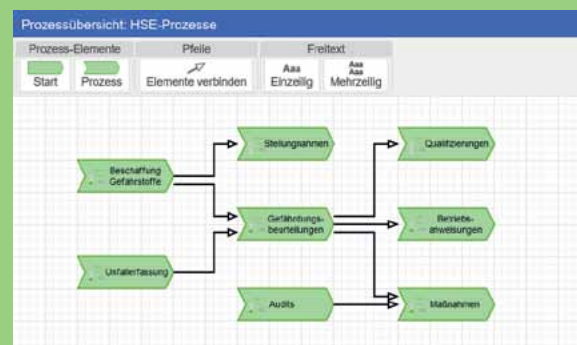 Prozessübersicht: HSE-Prozesse
Prozess-Elemente
Pfeile
Freitext
Aaa
Aaa
Aaa
Start
Prozess
Elemente verbinden
Einzeilig
Mehrzeilig
Stellungnahmen
Qualifizierungen
Beschaffung
Gefahrstoffe
Gefährdungs-
beurteilungen
Betriebs-
anweisungen
Unfallerfassung
Audits
Maßnahmen